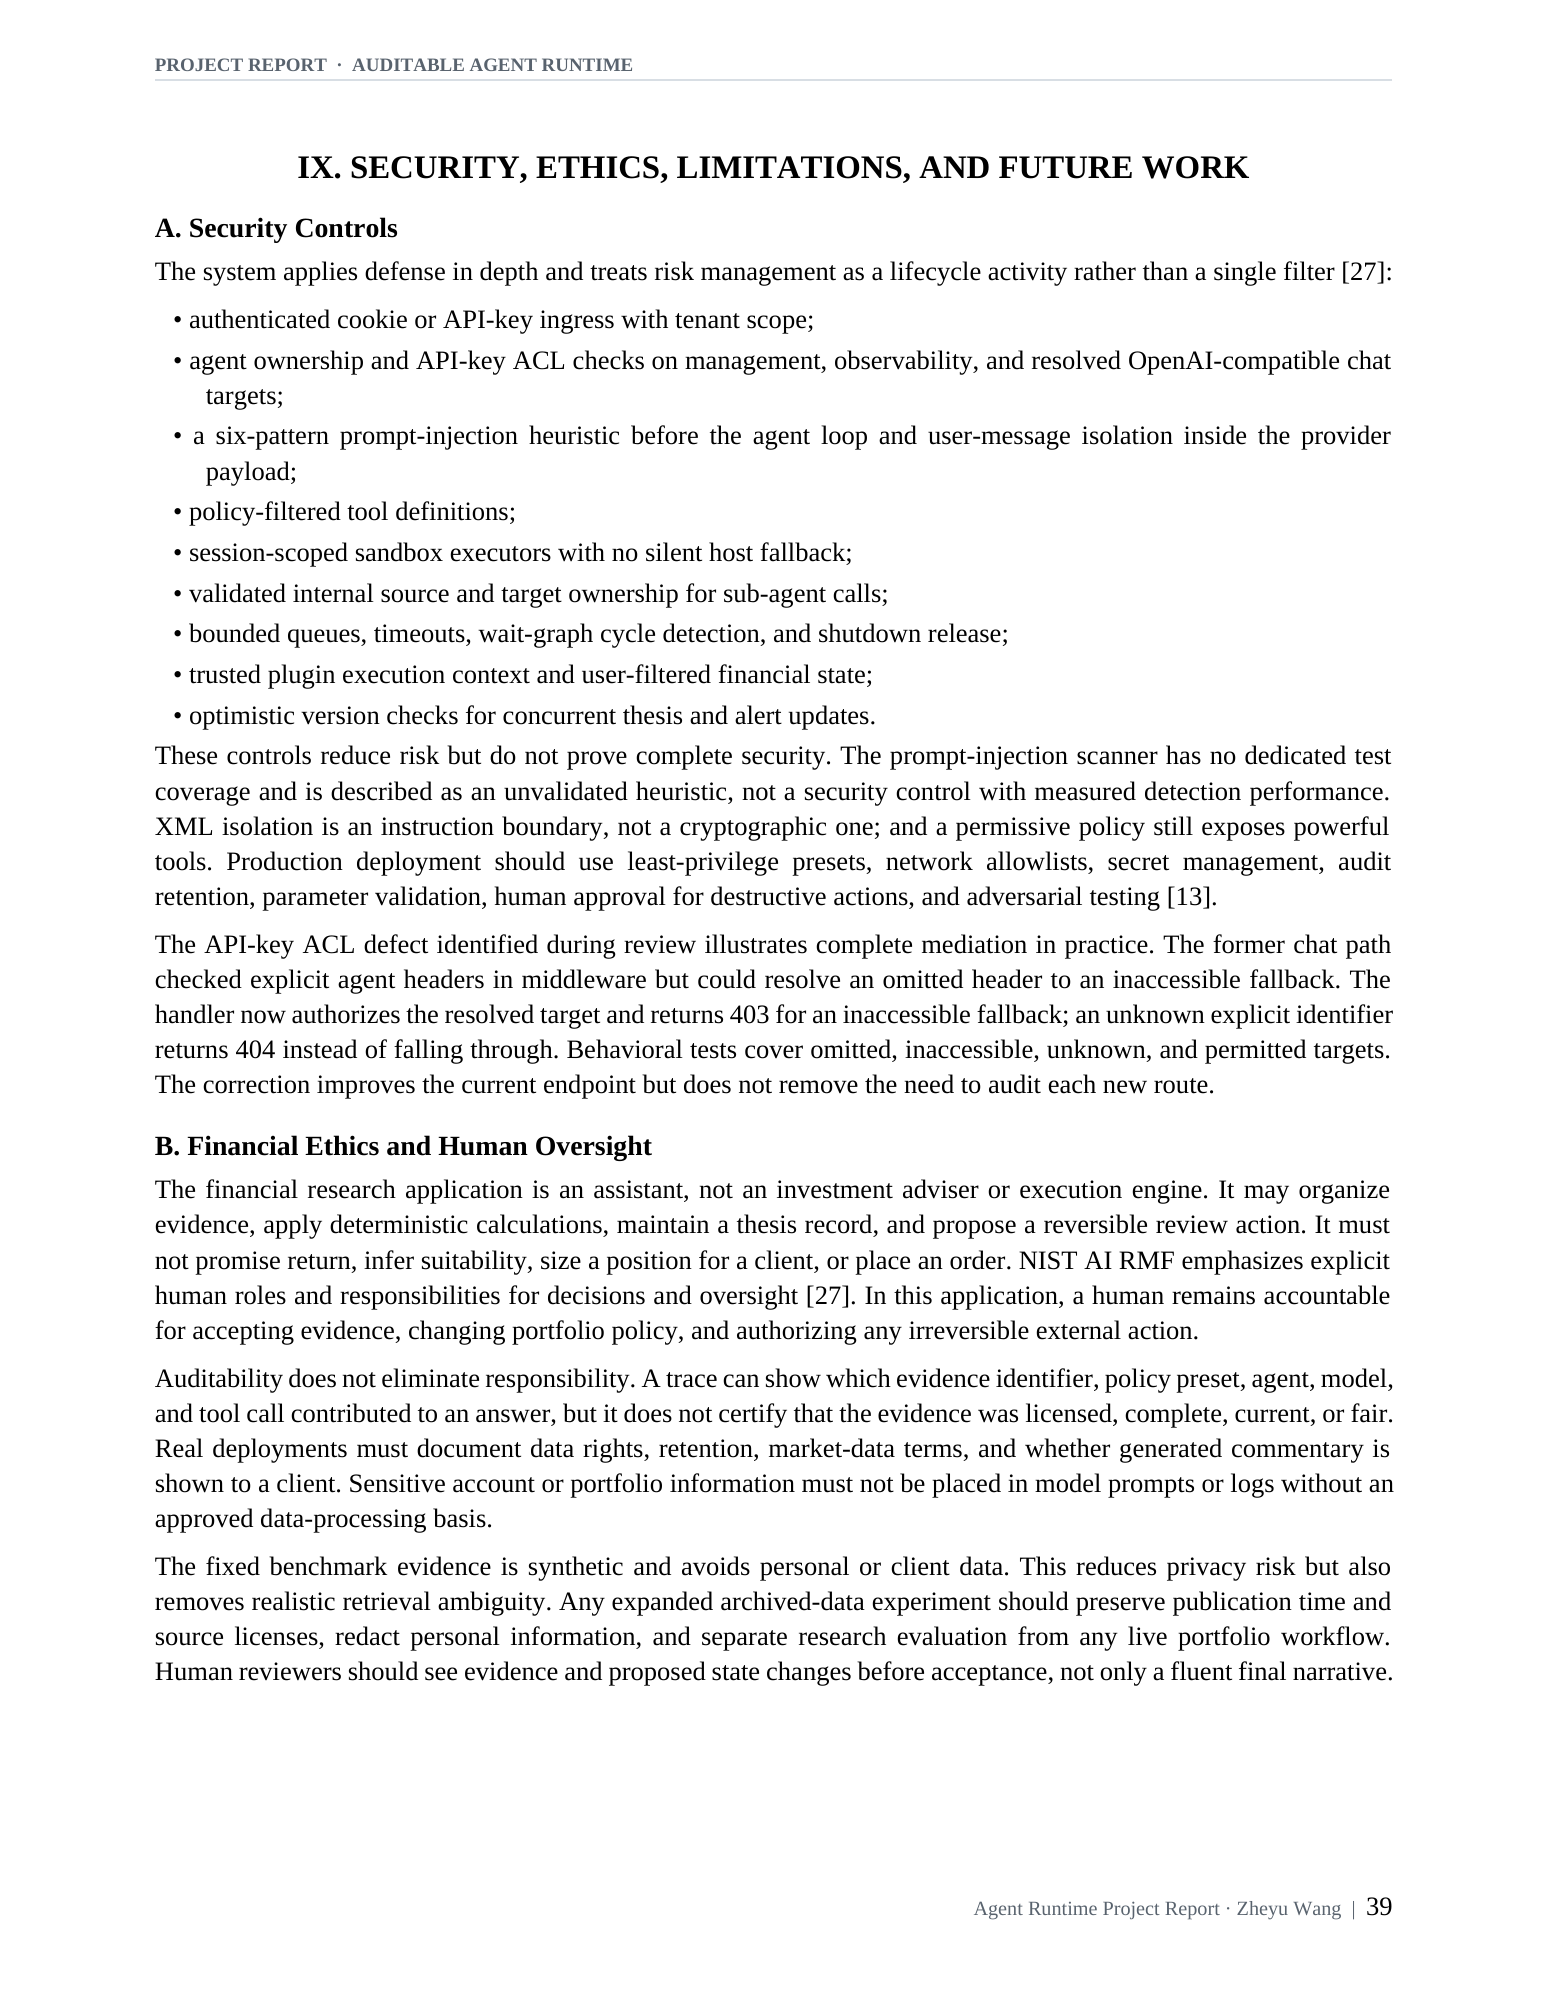 PROJECT REPORT · AUDITABLE AGENT RUNTIME
IX. SECURITY, ETHICS, LIMITATIONS, AND FUTURE WORK
A. Security Controls
The system applies defense in depth and treats risk management as a lifecycle activity rather than a single filter [27]:
• authenticated cookie or API-key ingress with tenant scope;
• agent ownership and API-key ACL checks on management, observability, and resolved OpenAI-compatible chat
targets;
• a six-pattern prompt-injection heuristic before the agent loop and user-message isolation inside the provider
payload;
• policy-filtered tool definitions;
• session-scoped sandbox executors with no silent host fallback;
• validated internal source and target ownership for sub-agent calls;
• bounded queues, timeouts, wait-graph cycle detection, and shutdown release;
• trusted plugin execution context and user-filtered financial state;
• optimistic version checks for concurrent thesis and alert updates.
These controls reduce risk but do not prove complete security. The prompt-injection scanner has no dedicated test
coverage and is described as an unvalidated heuristic, not a security control with measured detection performance.
XML isolation is an instruction boundary, not a cryptographic one; and a permissive policy still exposes powerful
tools. Production deployment should use least-privilege presets, network allowlists, secret management, audit
retention, parameter validation, human approval for destructive actions, and adversarial testing [13].
The API-key ACL defect identified during review illustrates complete mediation in practice. The former chat path
checked explicit agent headers in middleware but could resolve an omitted header to an inaccessible fallback. The
handler now authorizes the resolved target and returns 403 for an inaccessible fallback; an unknown explicit identifier
returns 404 instead of falling through. Behavioral tests cover omitted, inaccessible, unknown, and permitted targets.
The correction improves the current endpoint but does not remove the need to audit each new route.
B. Financial Ethics and Human Oversight
The financial research application is an assistant, not an investment adviser or execution engine. It may organize
evidence, apply deterministic calculations, maintain a thesis record, and propose a reversible review action. It must
not promise return, infer suitability, size a position for a client, or place an order. NIST AI RMF emphasizes explicit
human roles and responsibilities for decisions and oversight [27]. In this application, a human remains accountable
for accepting evidence, changing portfolio policy, and authorizing any irreversible external action.
Auditability does not eliminate responsibility. A trace can show which evidence identifier, policy preset, agent, model,
and tool call contributed to an answer, but it does not certify that the evidence was licensed, complete, current, or fair.
Real deployments must document data rights, retention, market-data terms, and whether generated commentary is
shown to a client. Sensitive account or portfolio information must not be placed in model prompts or logs without an
approved data-processing basis.
The fixed benchmark evidence is synthetic and avoids personal or client data. This reduces privacy risk but also
removes realistic retrieval ambiguity. Any expanded archived-data experiment should preserve publication time and
source licenses, redact personal information, and separate research evaluation from any live portfolio workflow.
Human reviewers should see evidence and proposed state changes before acceptance, not only a fluent final narrative.
Agent Runtime Project Report · Zheyu Wang | 39